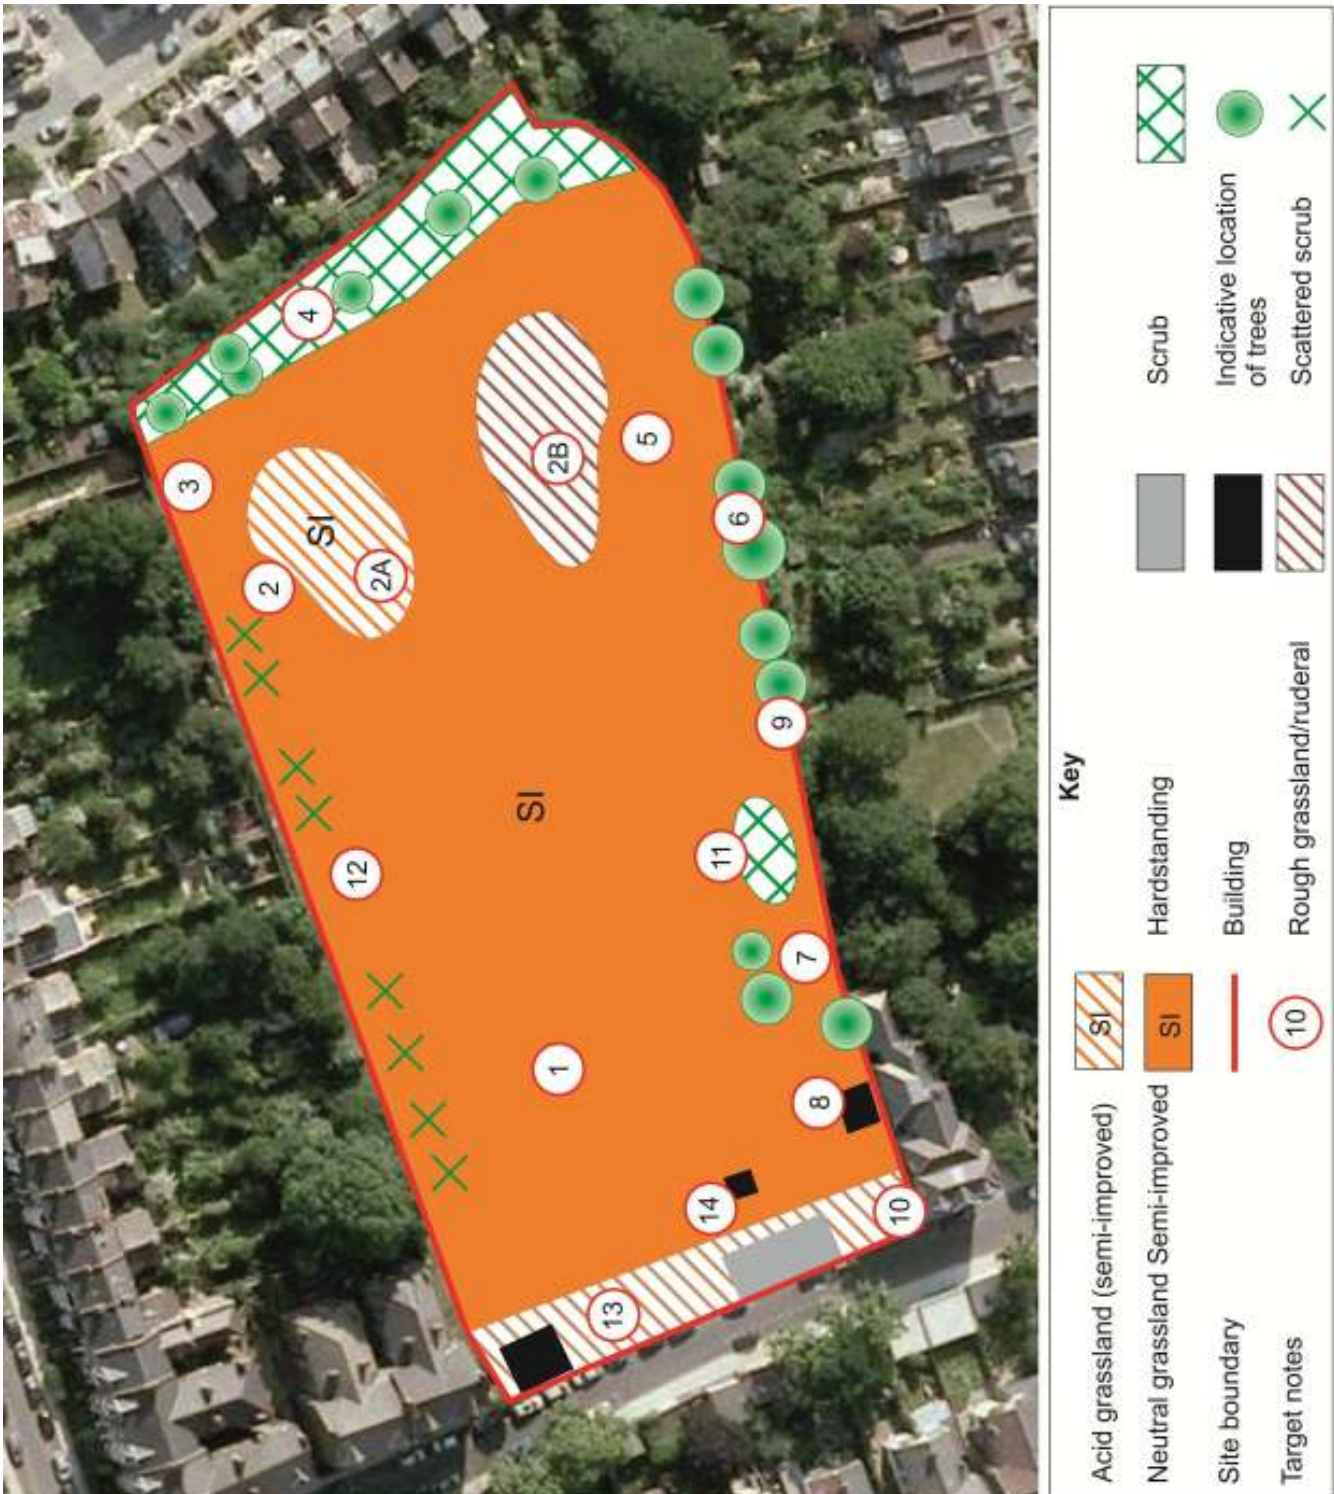 3
2
4
SI
12
2A
SI
1
2B
13
5
14
11
6
9
7
8
10
Key
Acid grassland (semi-improved)
SI
Neutral grassland Semi-improved
SI
Site boundary
Target notes
10
Hardstanding
Building
Rough grassland/ruderal
Scrub
Indicative location
of trees
Scattered scrub